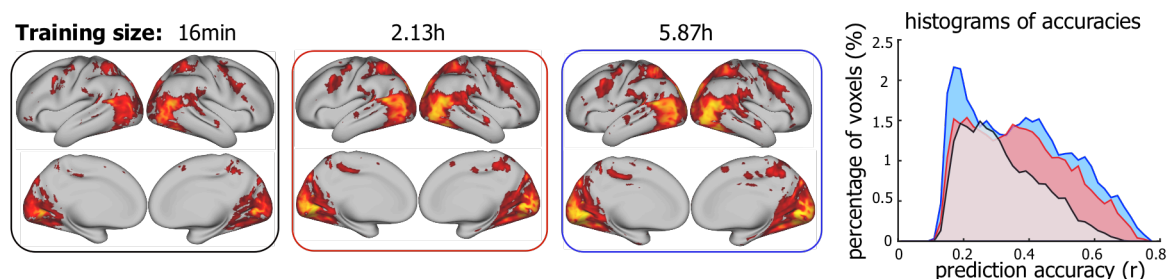 Training size: 16min 2.13h 5.87h
histograms of accuracies
percentage of voxels (%)
2.5
2
1.5
1
0.5
0
0.2 0.4 0.6 0.8
prediction accuracy (r)